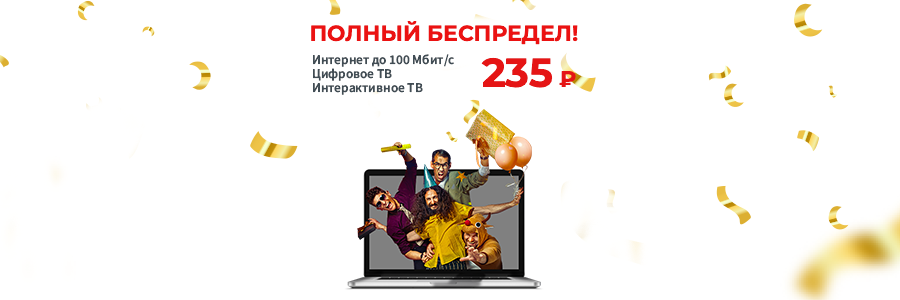 ПОЛНЫЙ БЕСПРЕДЕЛ!
Интернет до 100 Мбит/с
Цифровое ТВ
Интерактивное ТВ
235 ₽